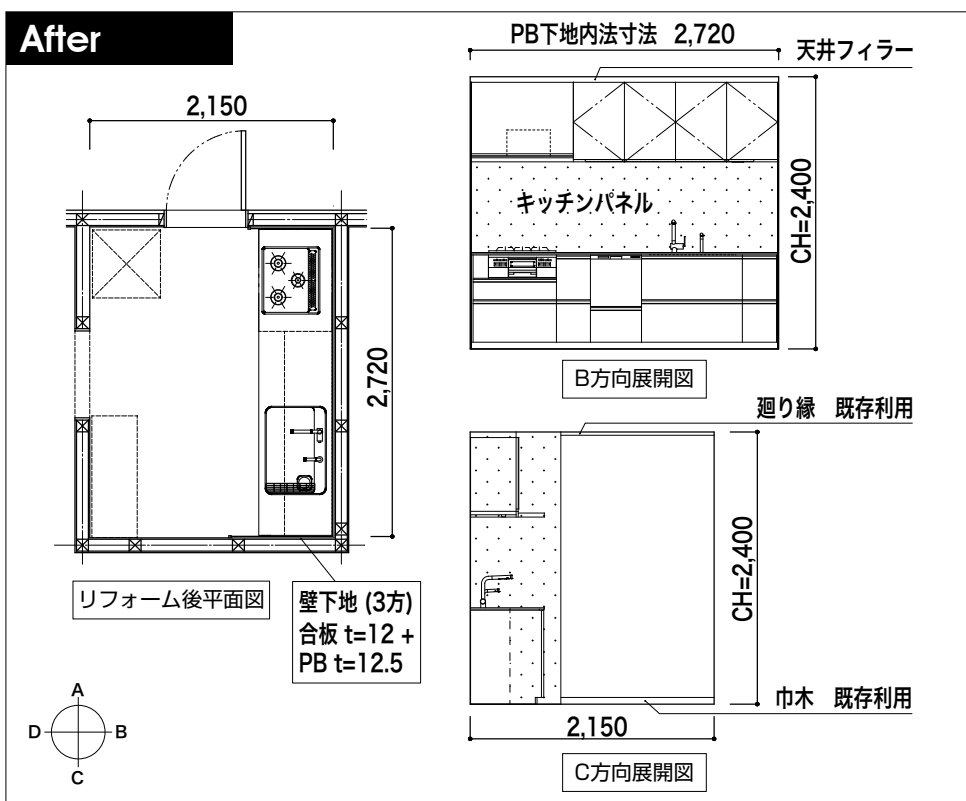 After
2,150
2,720
リフォーム後平面図
壁下地 (3方)
合板 t=12 +
PB t=12.5
A
D
B
C
PB下地内法寸法 2,720
天井フィラー
キッチンパネル
CH=2,400
B方向展開図
廻り縁 既存利用
CH=2,400
巾木 既存利用
2,150
C方向展開図